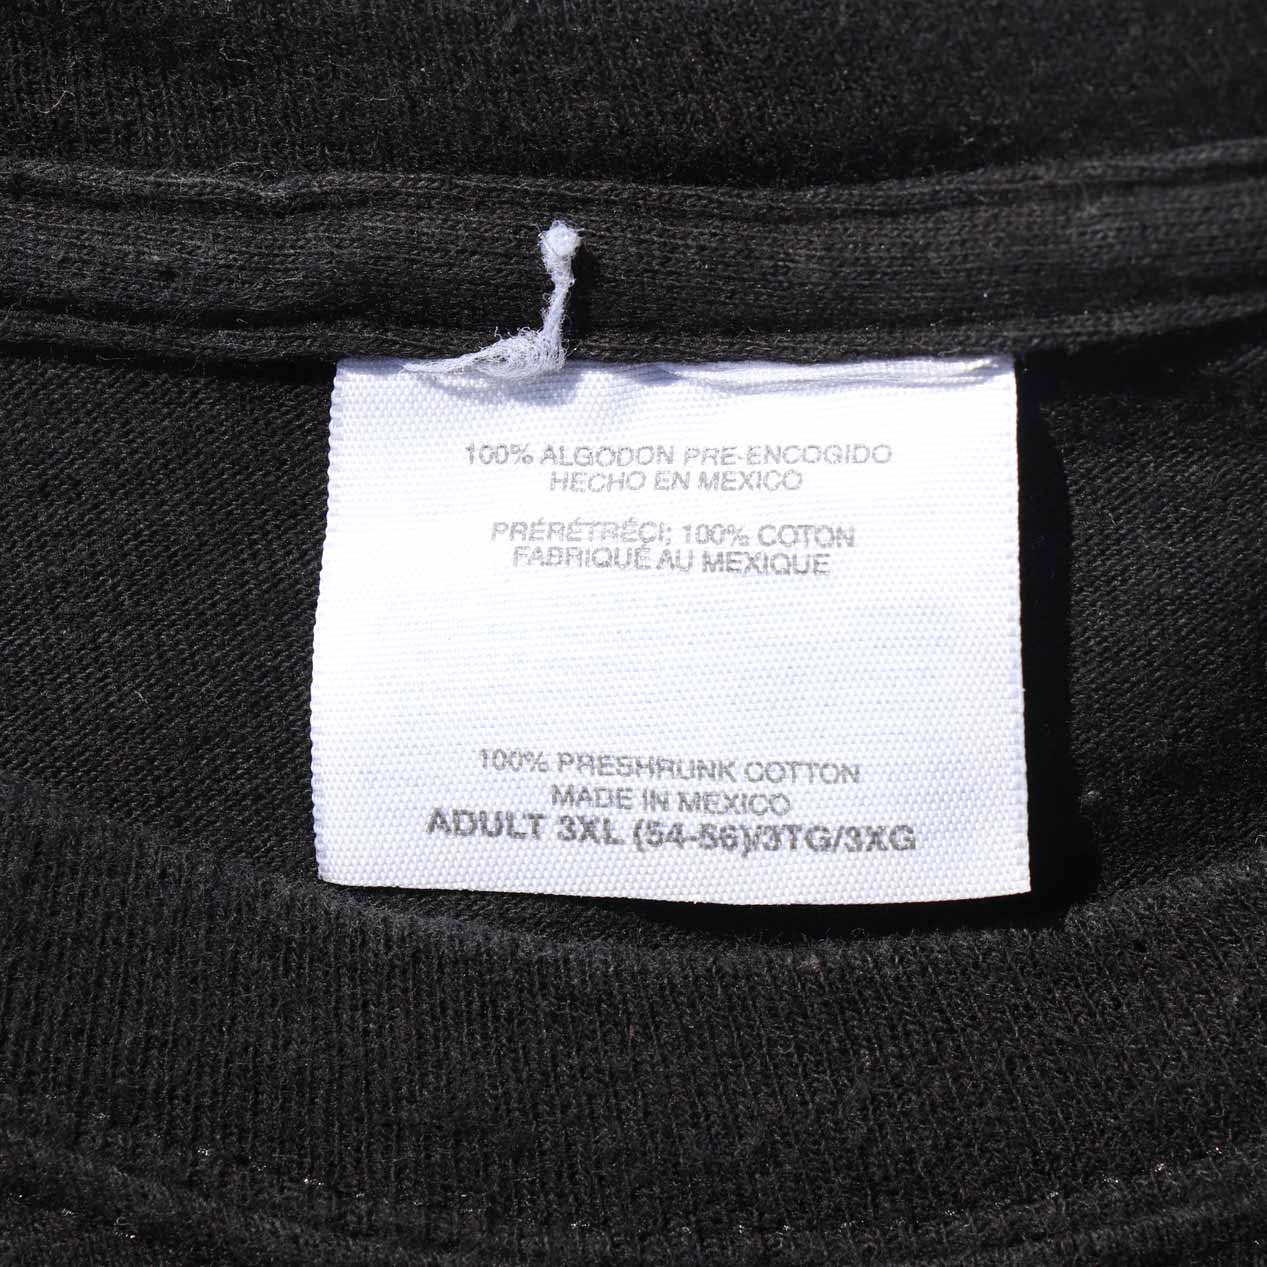 100% ALGODON PRE-ENCOGIDO
HECHO EN MEXICO
PRÉRÉTRÉCI; 100% COTON
FABRIQUÉ AU MEXIQUE
100% PRESHRUNK COTTON
MADE IN MEXICO
ADULT 3XL (54-56)/3TG/3XG